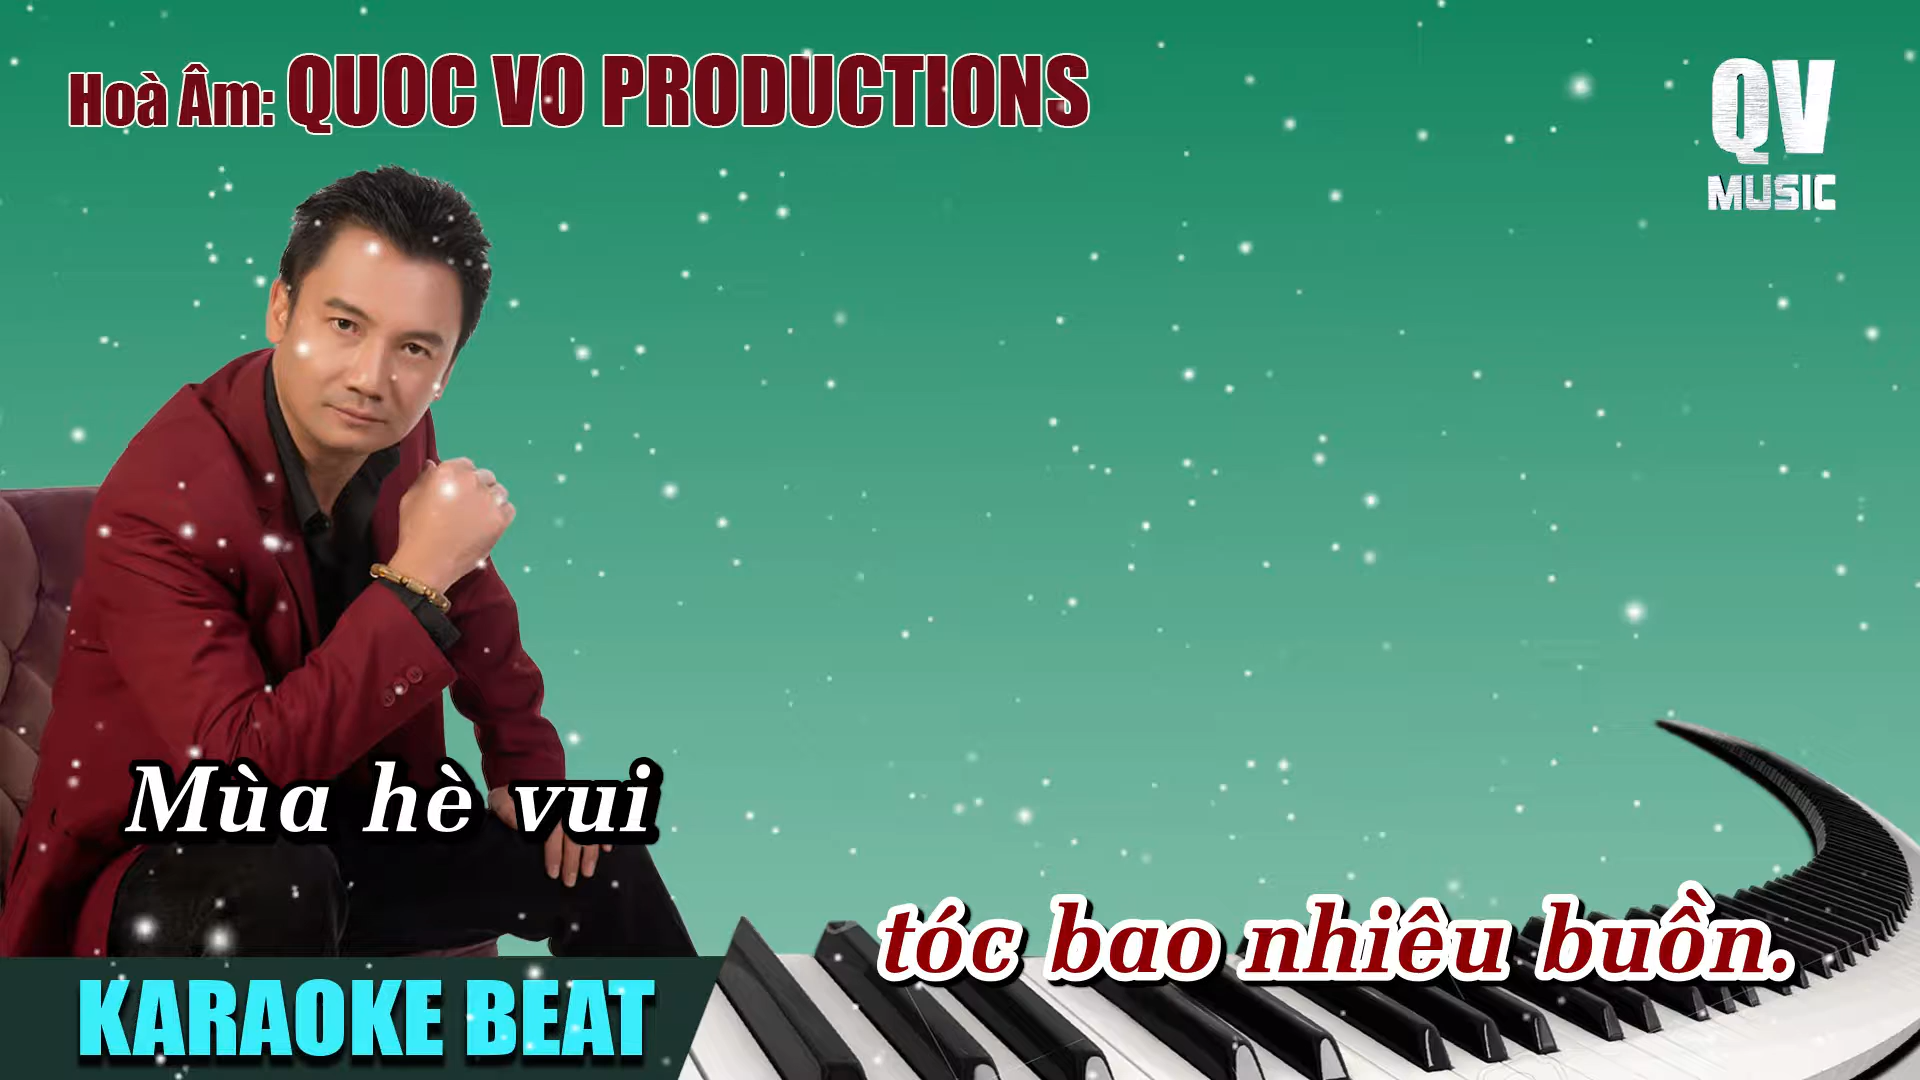 Hoà Âm: QUOC VO PRODUCTIONS
QV
MUSIC
Mùa hè vui
tóc bao nhiêu buồn.
KARAOKE BEAT